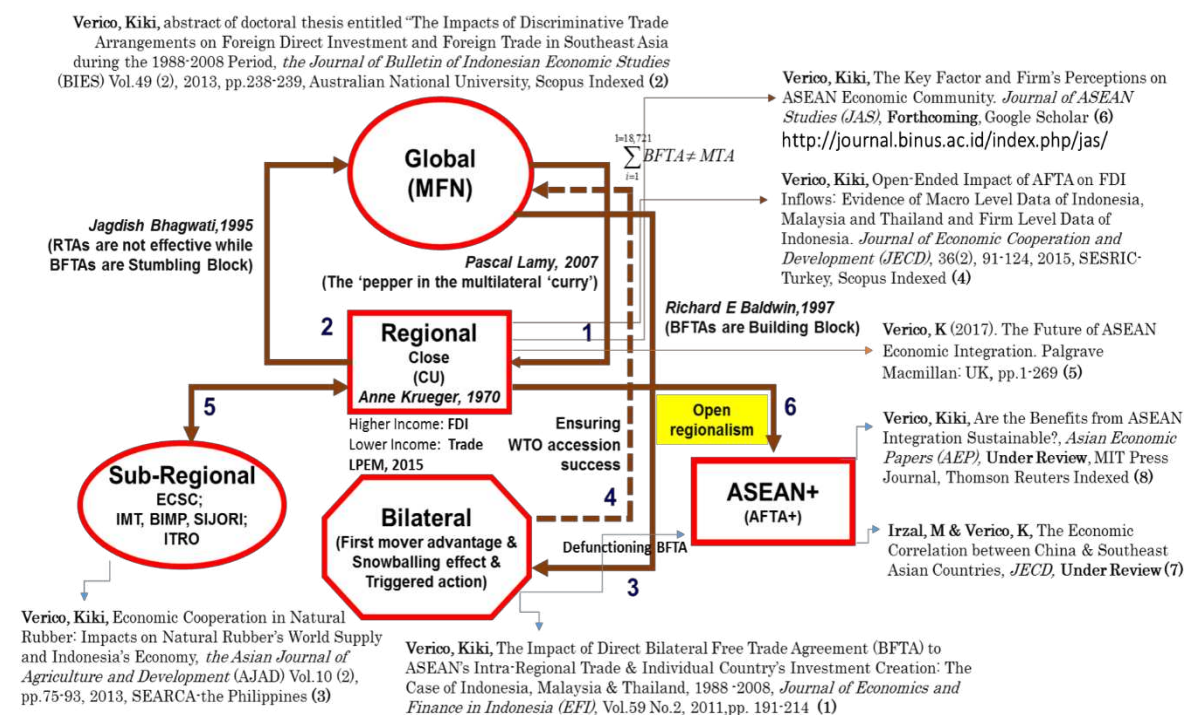 Verico, Kiki, abstract of doctoral thesis entitled “The Impacts of Discriminative Trade
Arrangements on Foreign Direct Investment and Foreign Trade in Southeast Asia
during the 1988-2008 Period, the Journal of Bulletin of Indonesian Economic Studies
(BIES) Vol.49 (2), 2013, pp.238-239, Australian National University, Scopus Indexed (2)
Verico, Kiki, The Key Factor and Firm’s Perceptions on
ASEAN Economic Community. Journal of ASEAN
Studies (JAS), Forthcoming, Google Scholar (6)
http://journal.binus.ac.id/index.php/jas/
Global
(MFN)
1=18,721
∑ BFTA ≠ MTA
i=1
Verico, Kiki, Open-Ended Impact of AFTA on FDI
Inflows: Evidence of Macro Level Data of Indonesia,
Malaysia and Thailand and Firm Level Data of
Indonesia. Journal of Economic Cooperation and
Development (JECD), 36(2), 91-124, 2015, SESRIC-
Turkey, Scopus Indexed (4)
Jagdish Bhagwati,1995
(RTAs are not effective while
BFTAs are Stumbling Block)
Pascal Lamy, 2007
(The ‘pepper in the multilateral ‘curry’)
Richard E Baldwin,1997
(BFTAs are Building Block)
2
Regional
Close
(CU)
Anne Krueger, 1970
1
Verico, K (2017). The Future of ASEAN
Economic Integration. Palgrave
Macmillan: UK, pp.1-269 (5)
5
Higher Income: FDI
Lower Income: Trade
LPEM, 2015
Ensuring
WTO accession
success
Open
regionalism
6
Verico, Kiki, Are the Benefits from ASEAN
Integration Sustainable?, Asian Economic
Papers (AEP), Under Review, MIT Press
Journal, Thomson Reuters Indexed (8)
Sub-Regional
ECSC;
IMT, BIMP, SIJORI;
ITRO
Bilateral
(First mover advantage &
Snowballing effect &
Triggered action)
4
ASEAN+
(AFTA+)
Defunctioning BFTA
3
Irzal, M & Verico, K, The Economic
Correlation between China & Southeast
Asian Countries, JECD, Under Review (7)
Verico, Kiki, Economic Cooperation in Natural
Rubber: Impacts on Natural Rubber’s World Supply
and Indonesia’s Economy, the Asian Journal of
Agriculture and Development (AJAD) Vol.10 (2),
pp.75-93, 2013, SEARCA-the Philippines (3)
Verico, Kiki, The Impact of Direct Bilateral Free Trade Agreement (BFTA) to
ASEAN’s Intra-Regional Trade & Individual Country’s Investment Creation: The
Case of Indonesia, Malaysia & Thailand, 1988 -2008, Journal of Economics and
Finance in Indonesia (EFI), Vol.59 No.2, 2011,pp. 191-214 (1)